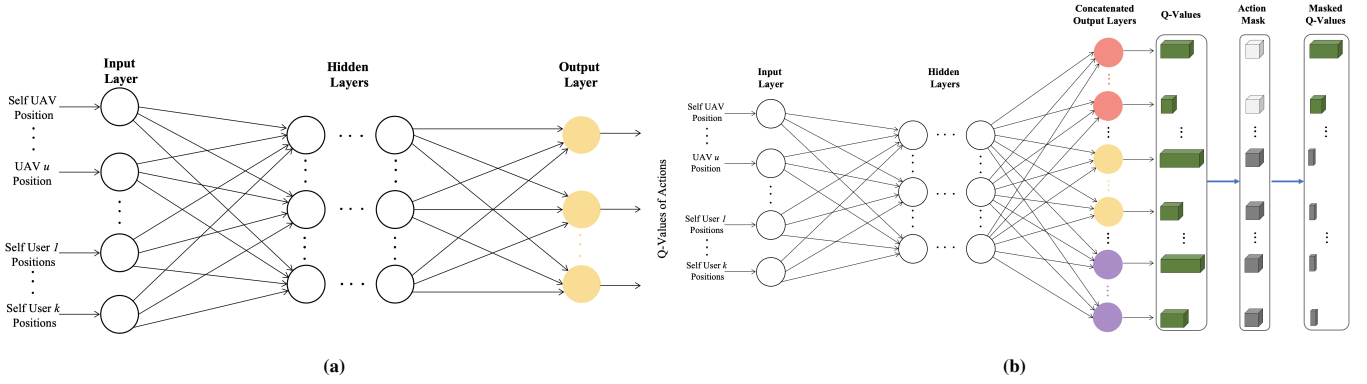 Input
Layer
Hidden
Layers
Output
Layer
Self UAV
Position
UAV u
Position
Self User 1
Positions
Self User k
Positions
Q-Values of Actions
(a)
Concatenated
Output Layers
Q-Values
Action
Mask
Masked
Q-Values
Input
Layer
Hidden
Layers
Self UAV
Position
UAV u
Position
Self User 1
Positions
Self User k
Positions
(b)